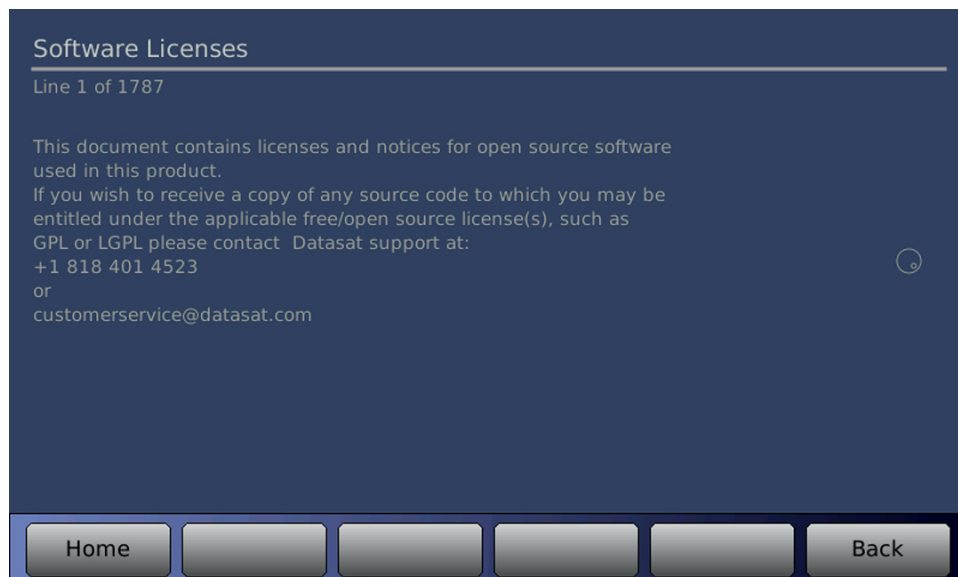 Software Licenses
Line 1 of 1787
This document contains licenses and notices for open source software
used in this product.
If you wish to receive a copy of any source code to which you may be
entitled under the applicable free/open source license(s), such as
GPL or LGPL please contact  Datasat support at:
+1 818 401 4523
or
customerservice@datasat.com
Home Back